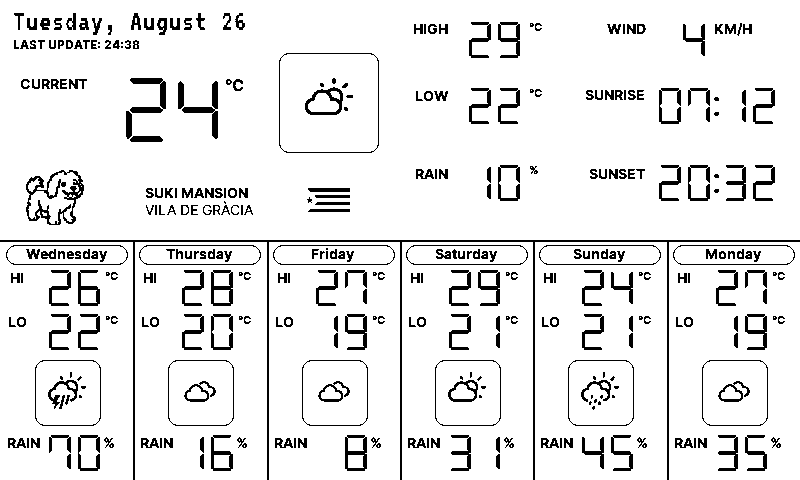 Tuesday, August 26
LAST UPDATE: 24:38
CURRENT 24 °C
SUKI MANSION
VILA DE GRÀCIA
HIGH 29 °C
LOW 22 °C
RAIN 10 %
WIND 4 KM/H
SUNRISE 07:12
SUNSET 20:32
Wednesday
HI 26 °C
LO 22 °C
RAIN 70 %
Thursday
HI 28 °C
LO 20 °C
RAIN 16 %
Friday
HI 27 °C
LO 19 °C
RAIN 8 %
Saturday
HI 29 °C
LO 21 °C
RAIN 31 %
Sunday
HI 24 °C
LO 21 °C
RAIN 45 %
Monday
HI 27 °C
LO 19 °C
RAIN 35 %